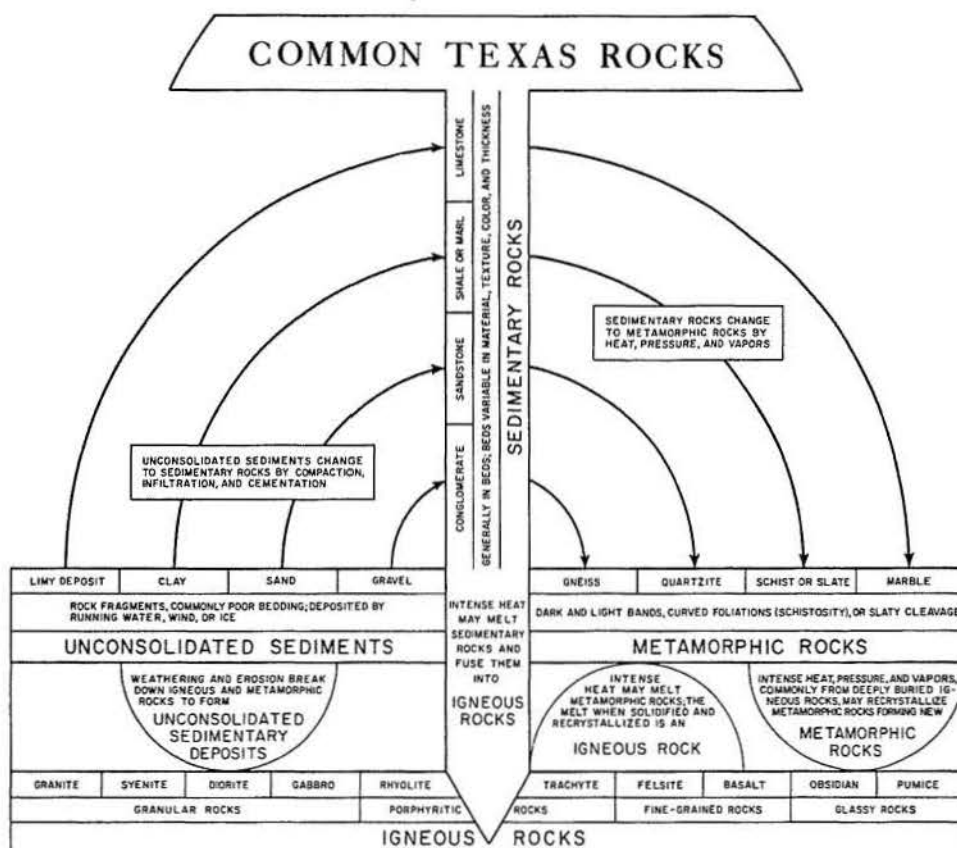 COMMON TEXAS ROCKS
LIMESTONE
SHALE OR MARL
SANDSTONE
CONGLOMERATE
GENERALLY IN BEDS; BEDS VARIABLE IN MATERIAL, TEXTURE, COLOR, AND THICKNESS
SEDIMENTARY ROCKS
SEDIMENTARY ROCKS CHANGE
TO METAMORPHIC ROCKS BY
HEAT, PRESSURE, AND VAPORS
UNCONSOLIDATED SEDIMENTS CHANGE
TO SEDIMENTARY ROCKS BY COMPACTION,
INFILTRATION, AND CEMENTATION
LIMY DEPOSIT
CLAY
SAND
GRAVEL
ROCK FRAGMENTS, COMMONLY POOR BEDDING; DEPOSITED BY
RUNNING WATER, WIND, OR ICE
UNCONSOLIDATED SEDIMENTS
WEATHERING AND EROSION BREAK
DOWN IGNEOUS AND METAMORPHIC
ROCKS TO FORM
UNCONSOLIDATED
SEDIMENTARY
DEPOSITS
INTENSE HEAT
MAY MELT
SEDIMENTARY
ROCKS AND
FUSE THEM
INTO
IGNEOUS
ROCKS
GNEISS
QUARTZITE
SCHIST OR SLATE
MARBLE
DARK AND LIGHT BANDS, CURVED FOLIATIONS (SCHISTOSITY), OR SLATY CLEAVAGE
METAMORPHIC ROCKS
INTENSE
HEAT MAY MELT
METAMORPHIC ROCKS; THE
MELT WHEN SOLIDIFIED AND
RECRYSTALLIZED IS AN
IGNEOUS ROCK
INTENSE HEAT, PRESSURE, AND VAPORS,
COMMONLY FROM DEEPLY BURIED IG-
NEOUS ROCKS, MAY RECRYSTALLIZE
METAMORPHIC ROCKS FORMING NEW
METAMORPHIC
ROCKS
GRANITE
SYENITE
DIORITE
GABBRO
RHYOLITE
TRACHYTE
FELSITE
BASALT
OBSIDIAN
PUMICE
GRANULAR ROCKS
PORPHYRITIC ROCKS
FINE-GRAINED ROCKS
GLASSY ROCKS
IGNEOUS ROCKS